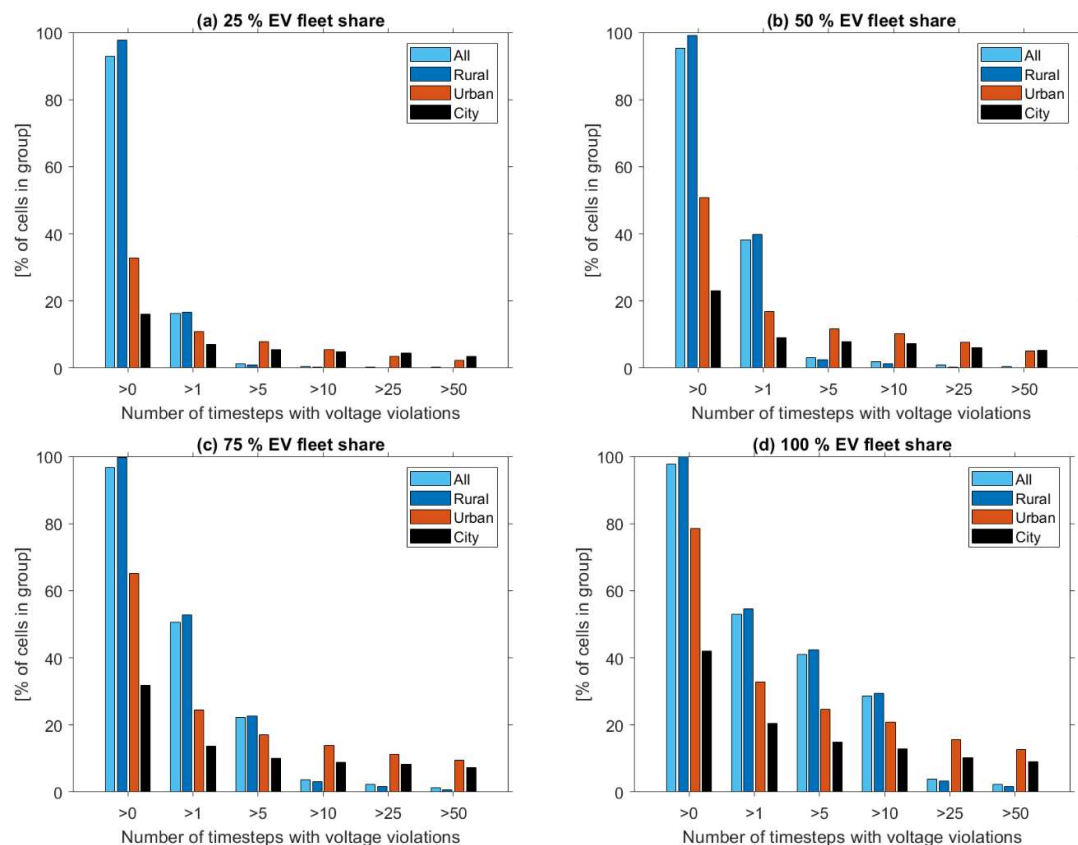 (a) 25 % EV fleet share
[% of cells in group]
100
80
60
40
20
0
All
Rural
Urban
City
>0 >1 >5 >10 >25 >50
Number of timesteps with voltage violations
(b) 50 % EV fleet share
[% of cells in group]
100
80
60
40
20
0
All
Rural
Urban
City
>0 >1 >5 >10 >25 >50
Number of timesteps with voltage violations
(c) 75 % EV fleet share
[% of cells in group]
100
80
60
40
20
0
All
Rural
Urban
City
>0 >1 >5 >10 >25 >50
Number of timesteps with voltage violations
(d) 100 % EV fleet share
[% of cells in group]
100
80
60
40
20
0
All
Rural
Urban
City
>0 >1 >5 >10 >25 >50
Number of timesteps with voltage violations